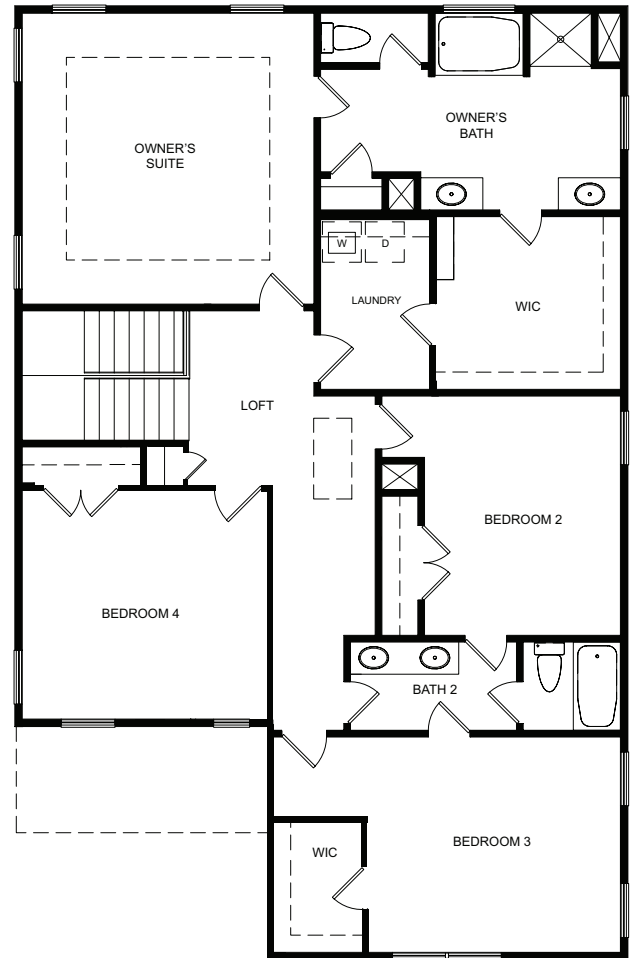 OWNER'S
BATH
OWNER'S
SUITE
W
D
LAUNDRY
WIC
LOFT
BEDROOM 2
BEDROOM 4
BATH 2
BEDROOM 3
WIC